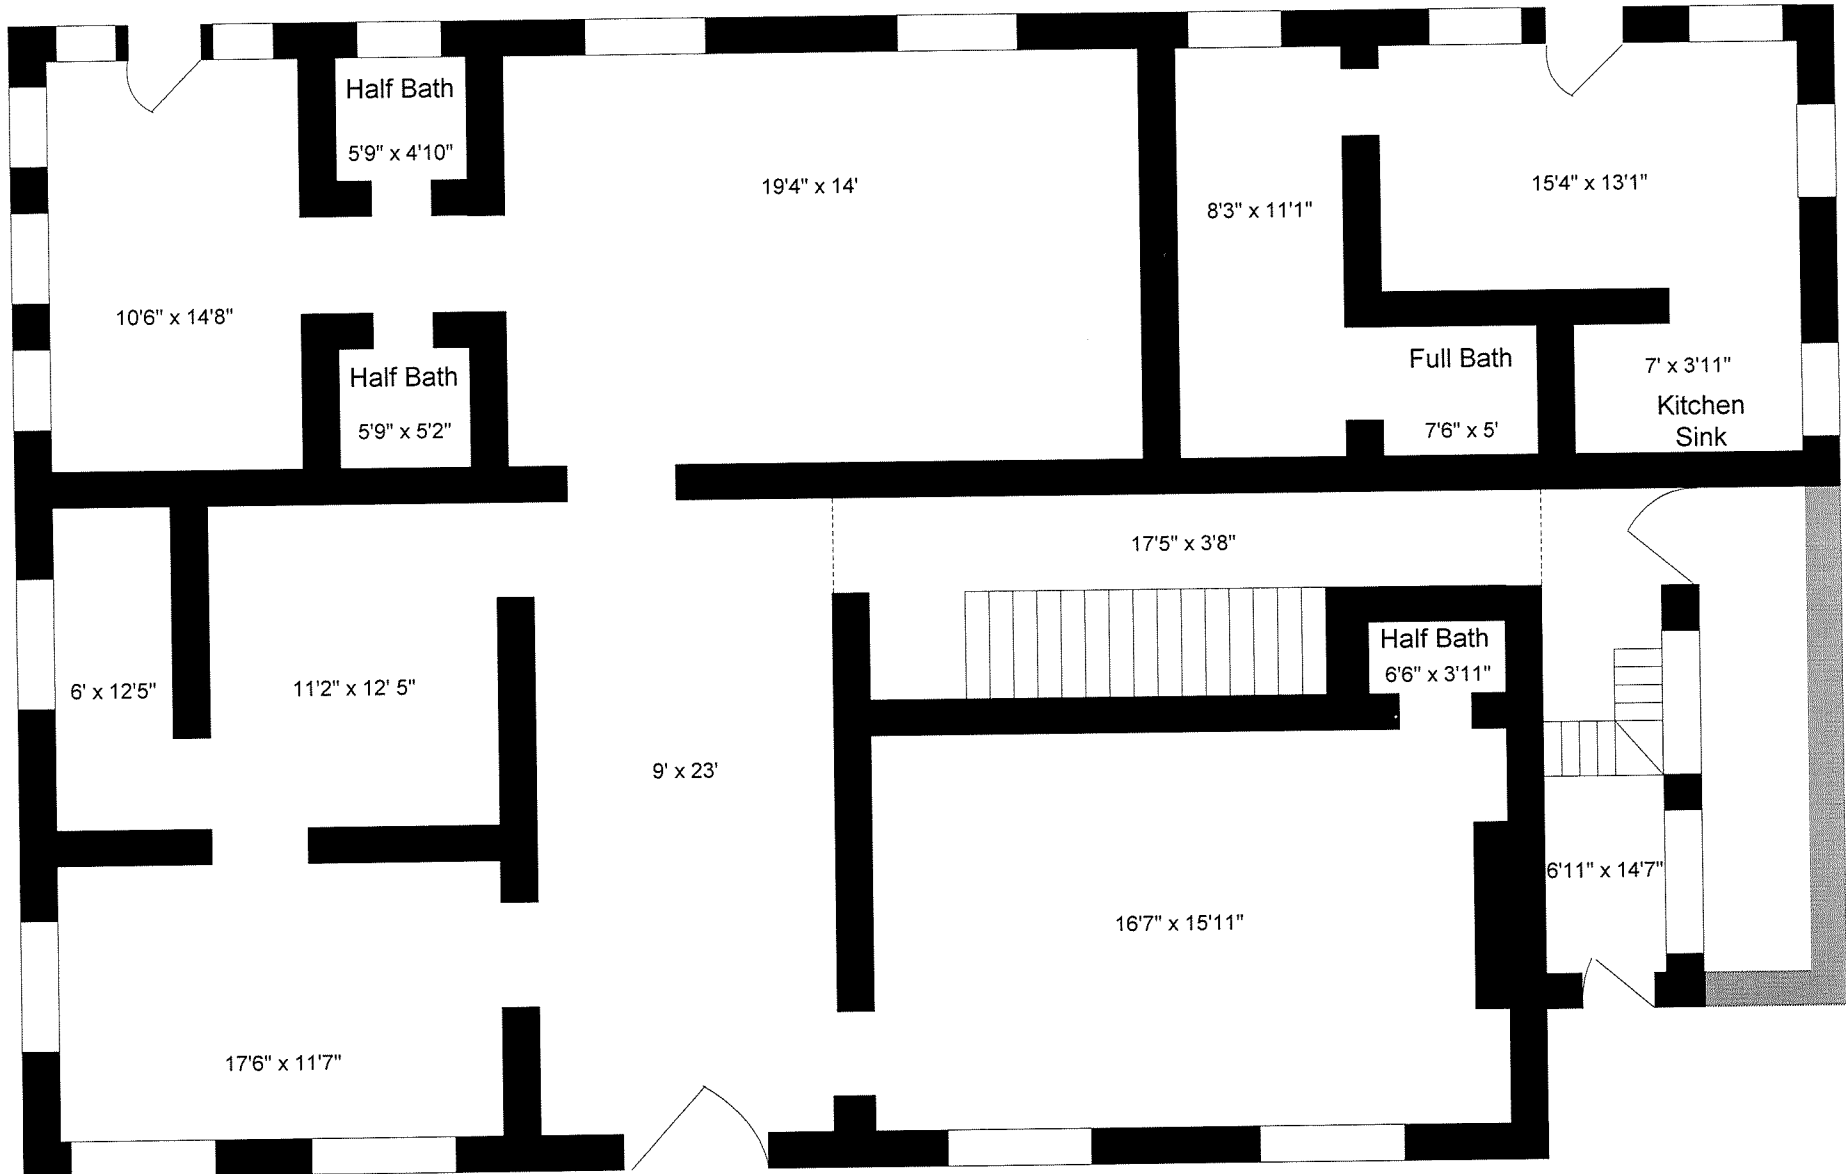 Half Bath
5'9" x 4'10"
19'4" x 14'
8'3" x 11'1"
15'4" x 13'1"
10'6" x 14'8"
Half Bath
5'9" x 5'2"
Full Bath
7'6" x 5'
7' x 3'11"
Kitchen
Sink
17'5" x 3'8"
6' x 12'5"
11'2" x 12' 5"
Half Bath
6'6" x 3'11"
9' x 23'
6'11" x 14'7"
16'7" x 15'11"
17'6" x 11'7"